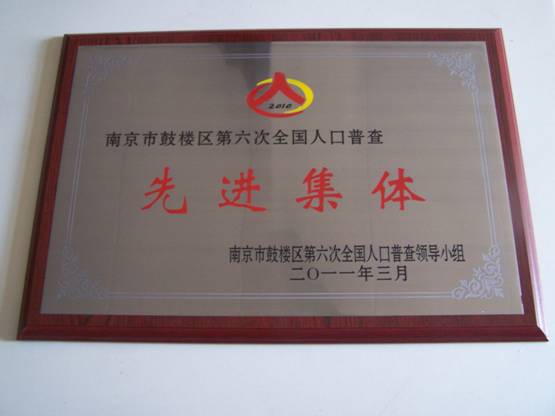 2010
南京市鼓楼区第六次全国人口普查
先进集体
南京市鼓楼区第六次全国人口普查领导小组
二〇一一年三月